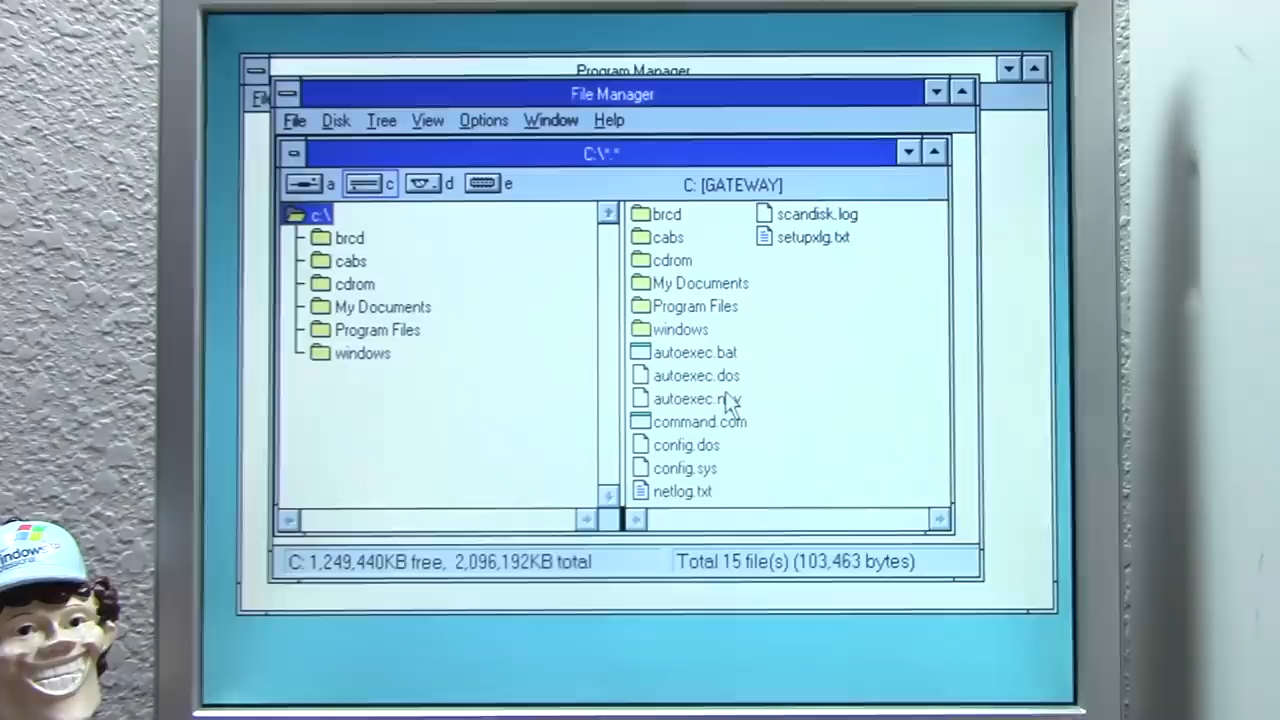 Program Manager
File Manager
File Disk Tree View Options Window Help
C:\*.*
a c d e C: [GATEWAY]
c:\
brcd
cabs
cdrom
My Documents
Program Files
windows
brcd
cabs
cdrom
My Documents
Program Files
windows
autoexec.bat
autoexec.dos
command.com
config.dos
config.sys
netlog.txt
scandisk.log
setupxlg.txt
C: 1,249,440KB free, 2,096,192KB total
Total 15 file(s) (103,463 bytes)